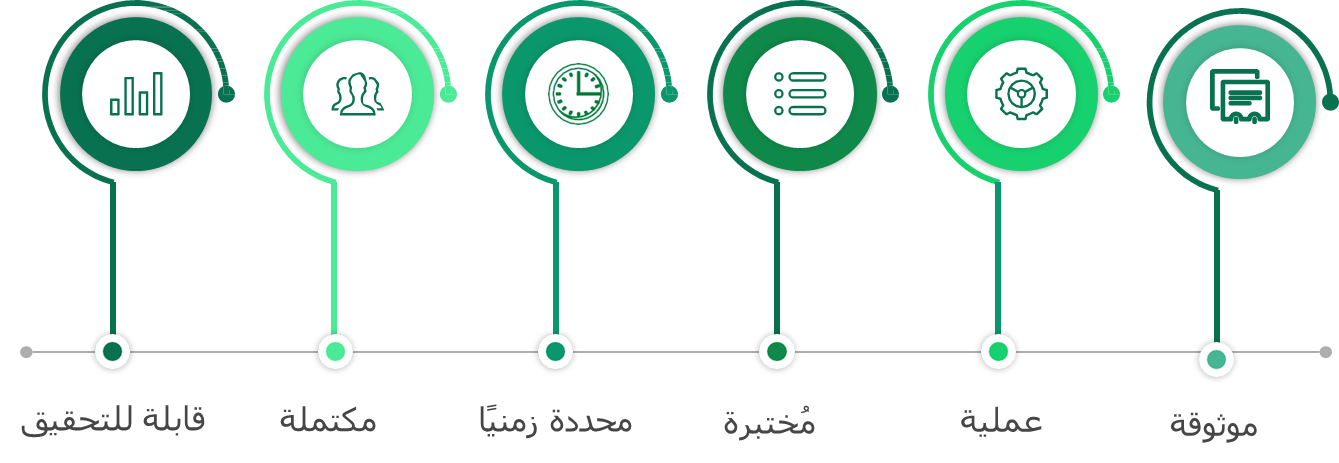 موثوقة
عملية
مُختبرة
محددة زمنيًا
مكتملة
قابلة للتحقيق